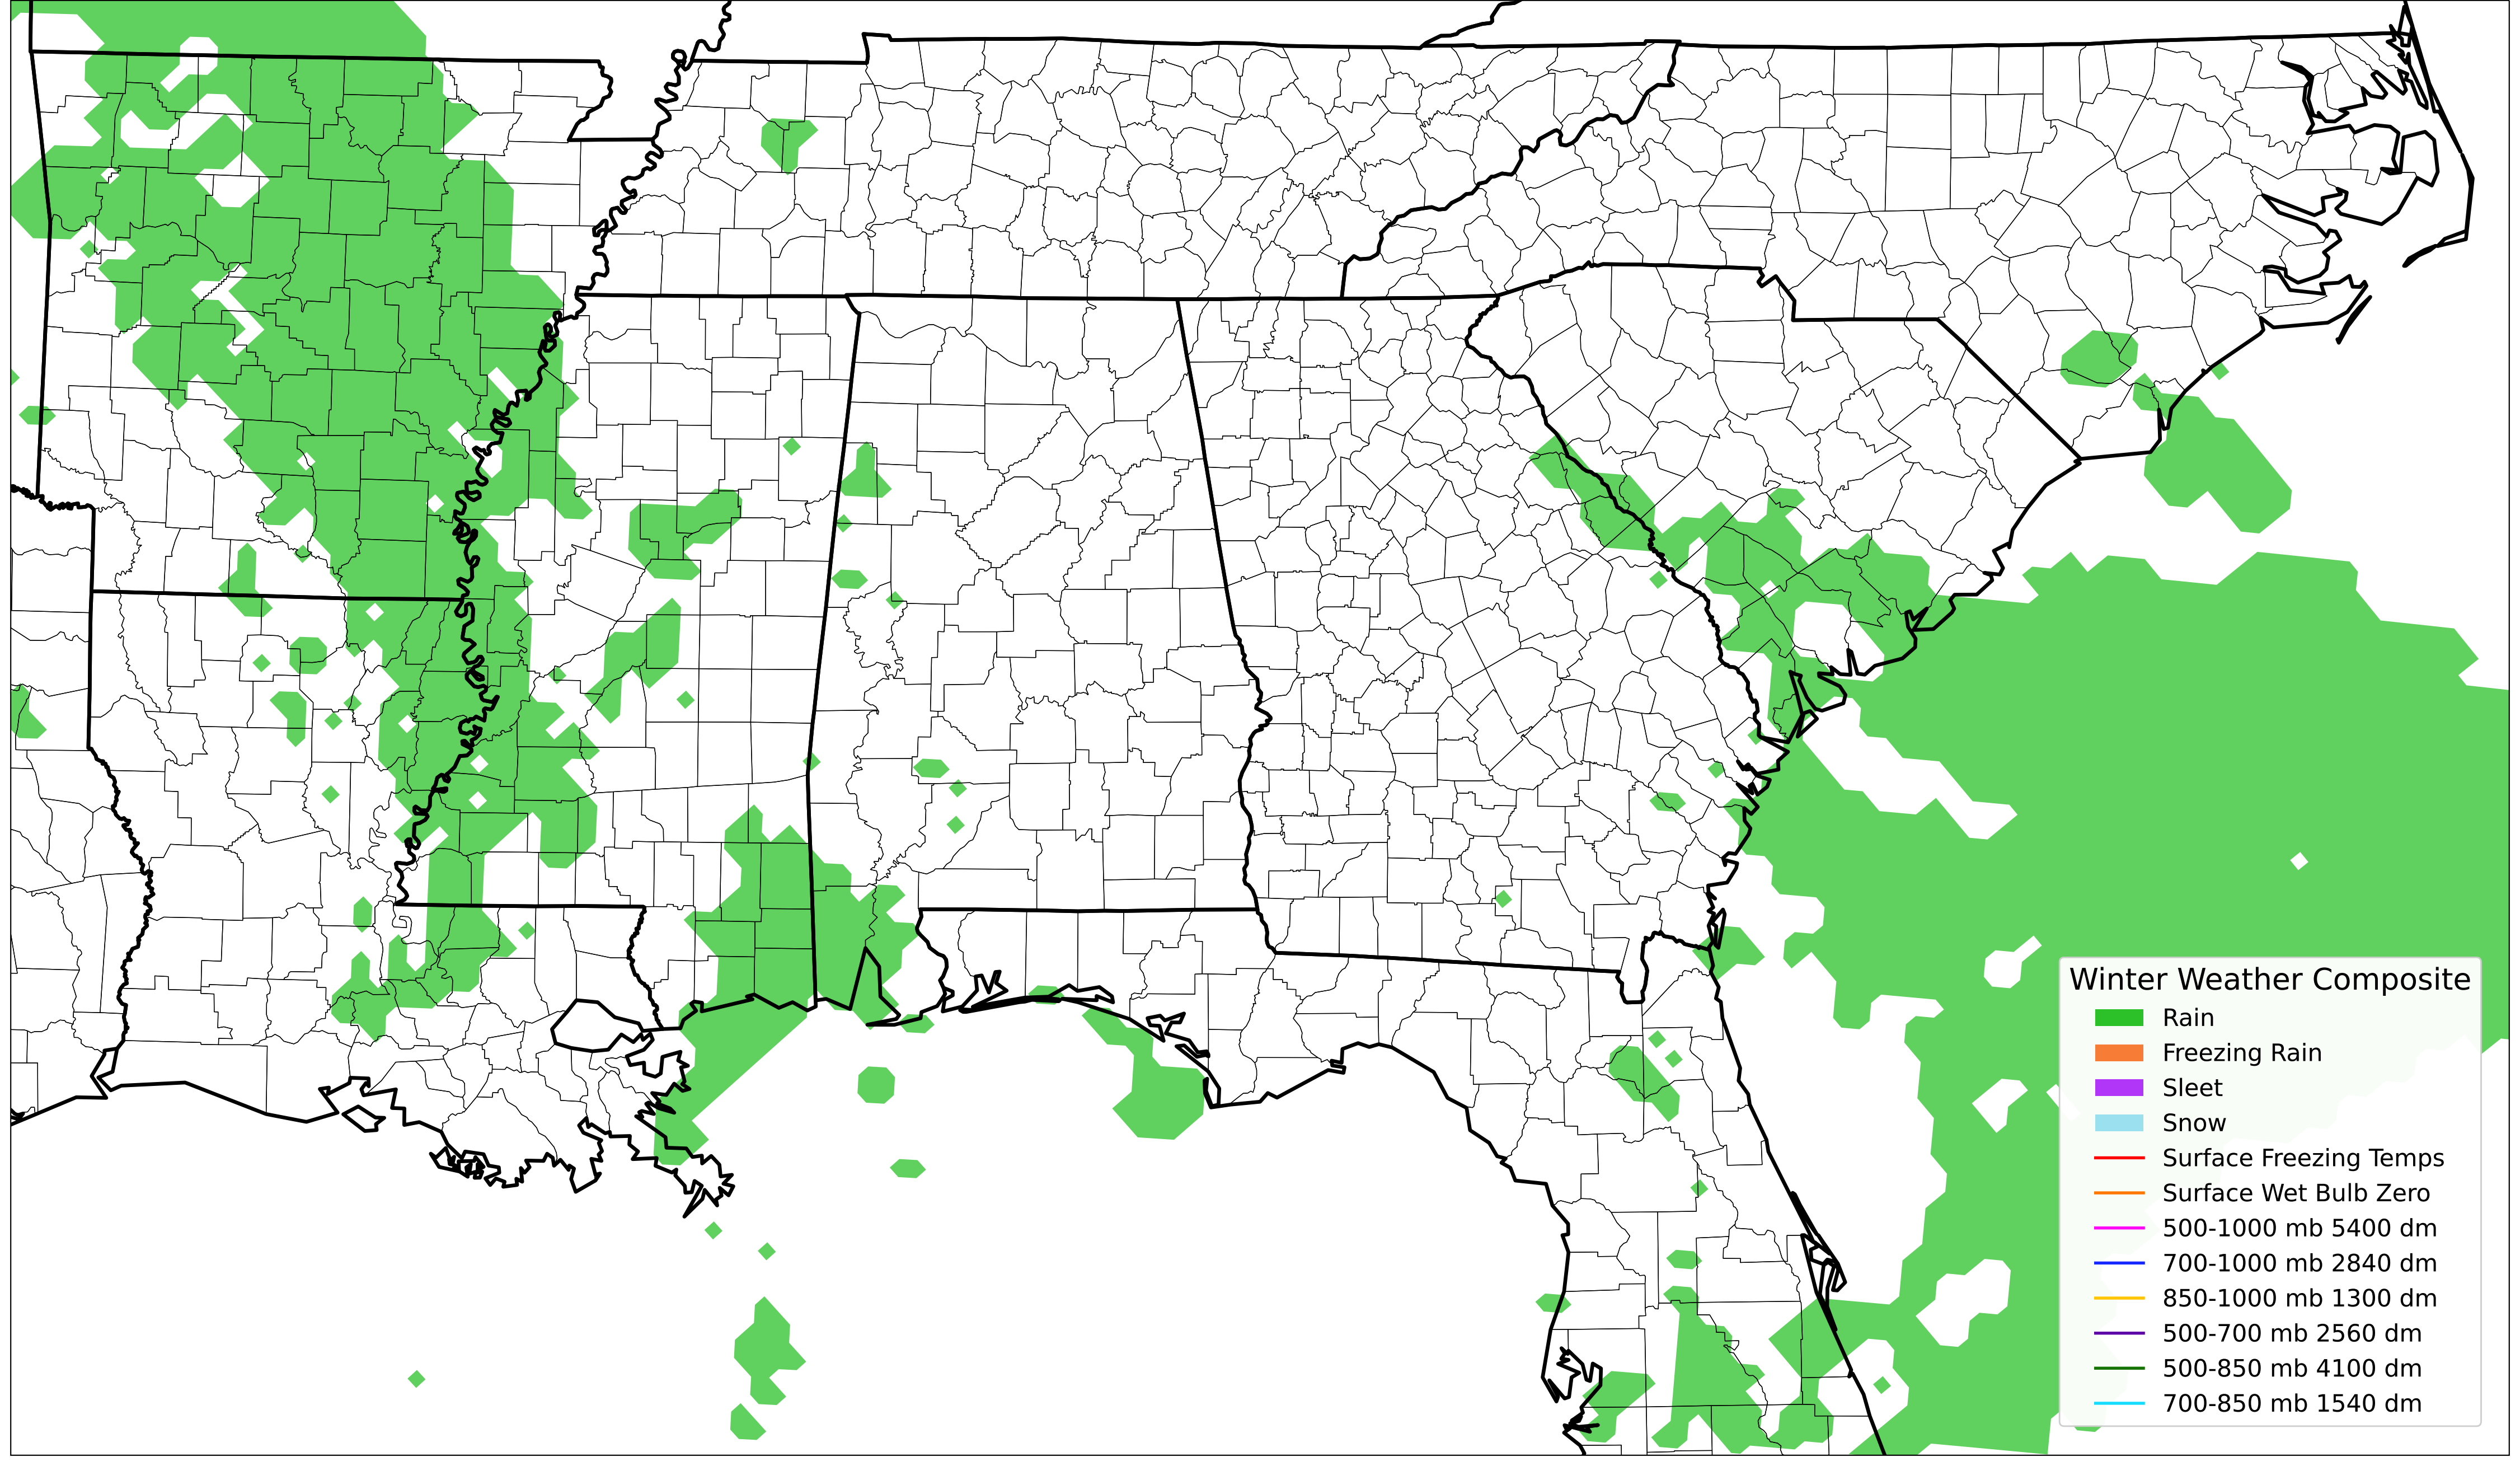 Winter Weather Composite
Rain
Freezing Rain
Sleet
Snow
Surface Freezing Temps
Surface Wet Bulb Zero
500-1000 mb 5400 dm
700-1000 mb 2840 dm
850-1000 mb 1300 dm
500-700 mb 2560 dm
500-850 mb 4100 dm
700-850 mb 1540 dm